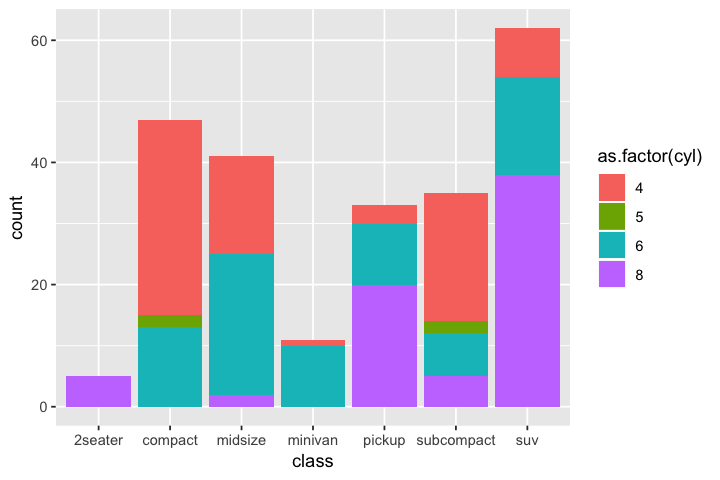 60
40
20
0
count
2seater compact midsize minivan pickup subcompact suv
class
as.factor(cyl)
4
5
6
8